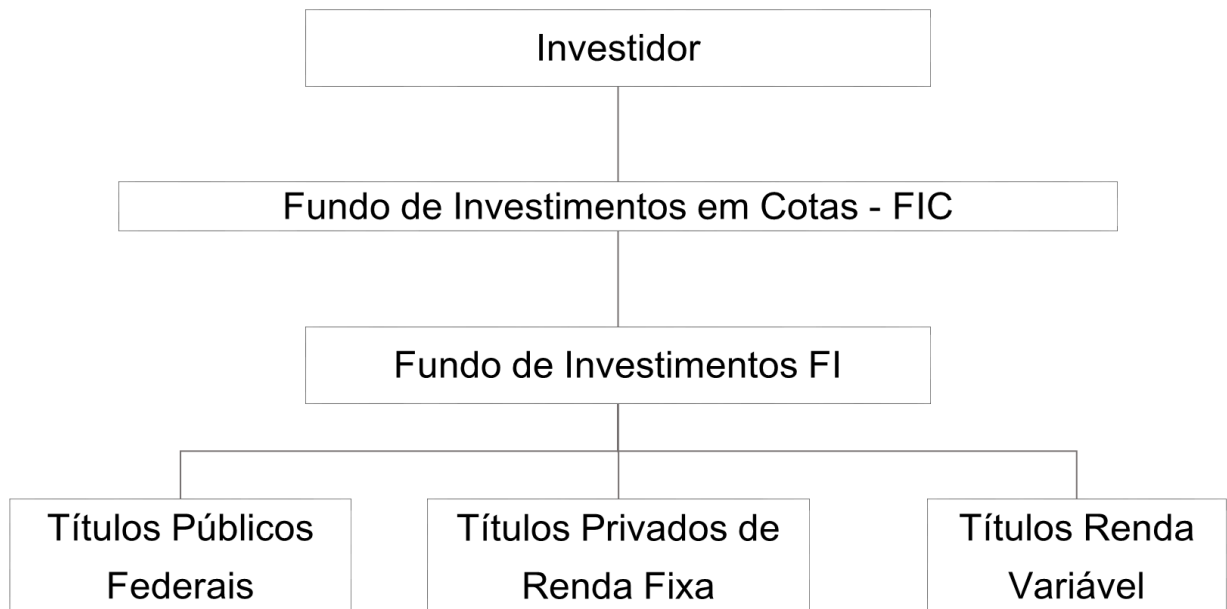 Investidor
Fundo de Investimentos em Cotas - FIC
Fundo de Investimentos FI
Títulos Públicos
Federais
Títulos Privados de
Renda Fixa
Títulos Renda
Variável